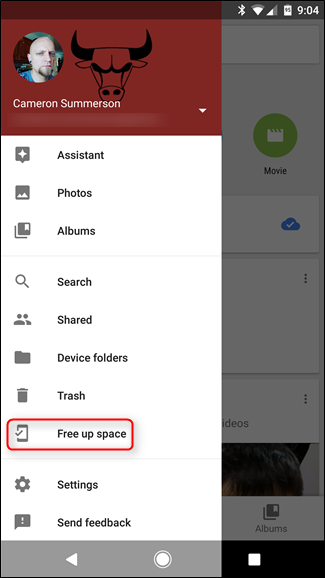 9:04
Cameron Summerson
Assistant
Photos
Movie
Albums
Search
Shared
Device folders
Trash
Free up space
ideos
Settings
Send feedback
Albums